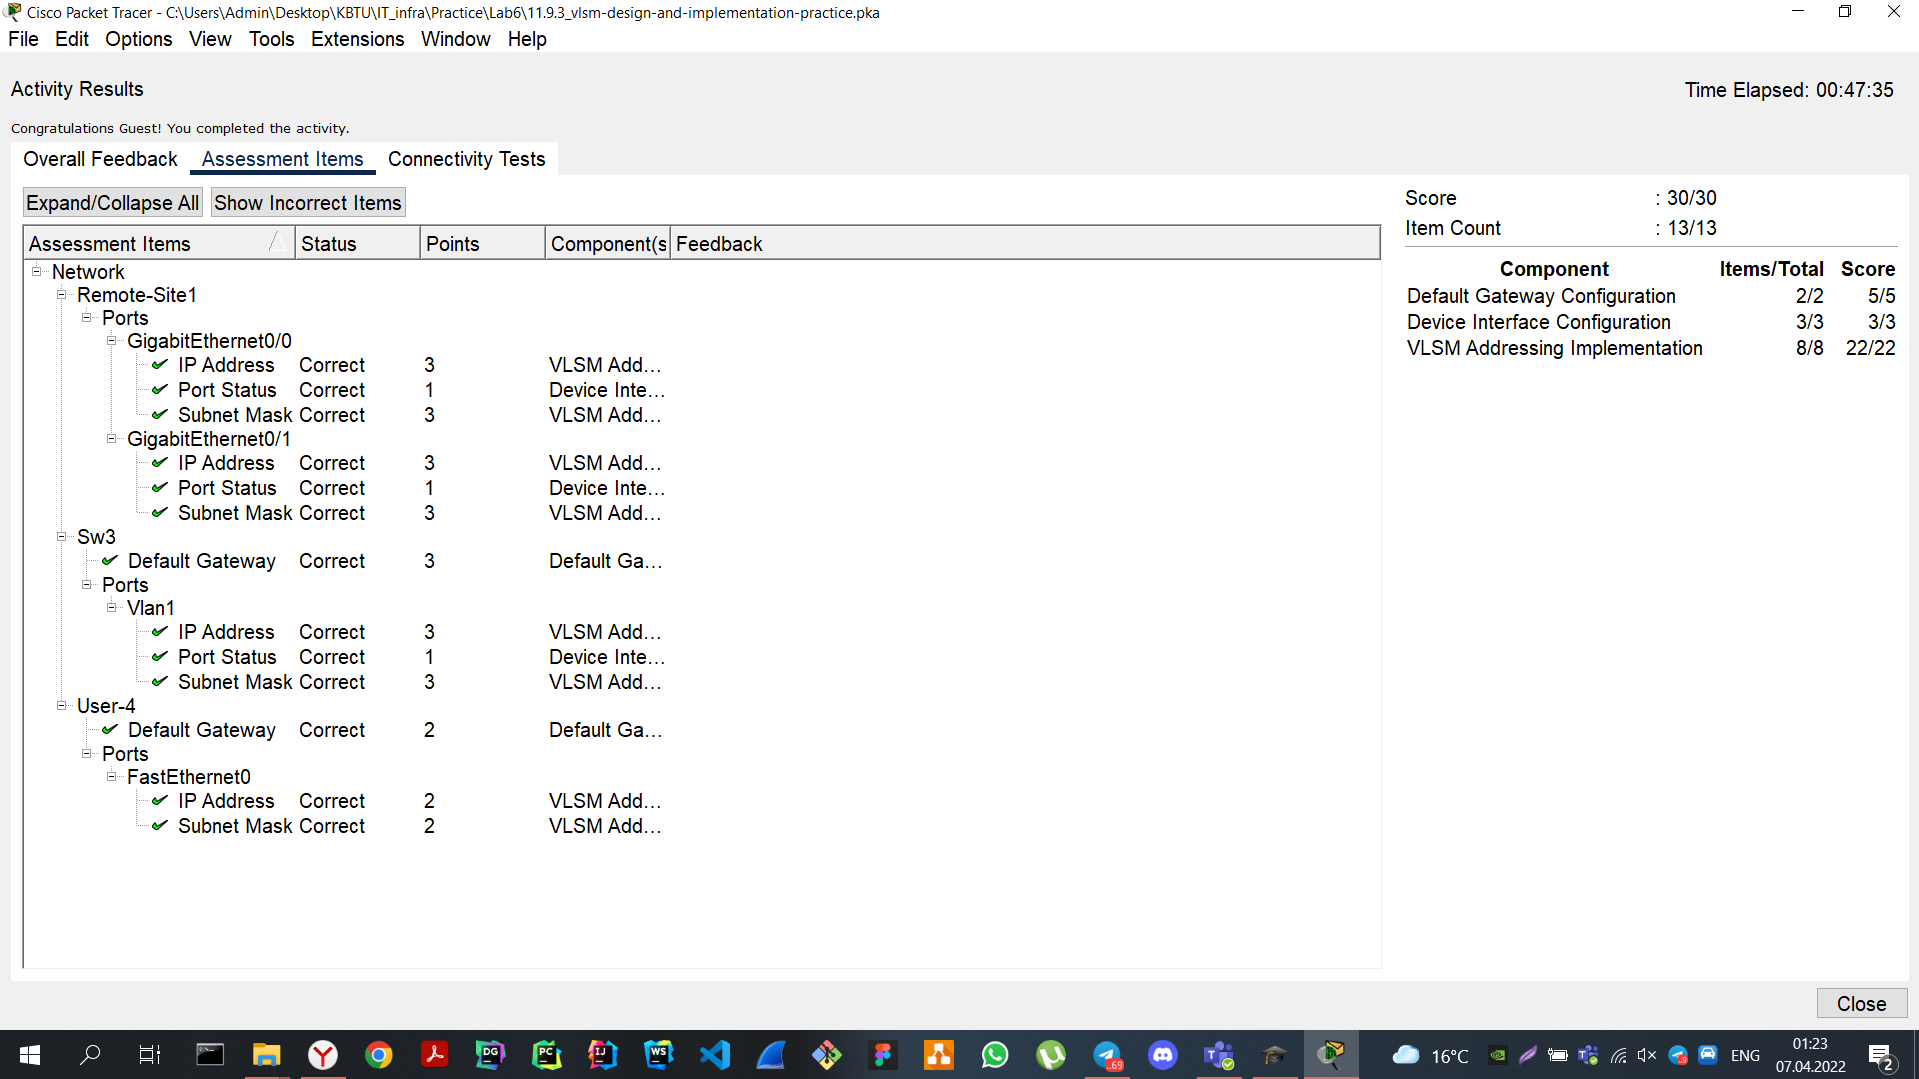 Cisco Packet Tracer - C:\Users\Admin\Desktop\KBTU\IT_infra\Practice\Lab6\11.9.3_vlsm-design-and-implementation-practice.pka
File Edit Options View Tools Extensions Window Help
Activity Results
Time Elapsed: 00:47:35
Congratulations Guest! You completed the activity.
Overall Feedback Assessment Items Connectivity Tests
Expand/Collapse All Show Incorrect Items
Assessment Items Status Points Component(s Feedback
Network
Remote-Site1
Ports
GigabitEthernet0/0
IP Address Correct 3 VLSM Add...
Port Status Correct 1 Device Inte...
Subnet Mask Correct 3 VLSM Add...
GigabitEthernet0/1
IP Address Correct 3 VLSM Add...
Port Status Correct 1 Device Inte...
Subnet Mask Correct 3 VLSM Add...
Sw3
Default Gateway Correct 3 Default Ga...
Ports
Vlan1
IP Address Correct 3 VLSM Add...
Port Status Correct 1 Device Inte...
Subnet Mask Correct 3 VLSM Add...
User-4
Default Gateway Correct 2 Default Ga...
Ports
FastEthernet0
IP Address Correct 2 VLSM Add...
Subnet Mask Correct 2 VLSM Add...
Score : 30/30
Item Count : 13/13
Component Items/Total Score
Default Gateway Configuration 2/2 5/5
Device Interface Configuration 3/3 3/3
VLSM Addressing Implementation 8/8 22/22
Close
DG PC IJ WS
..69
16°C
ENG
01:23
07.04.2022
2